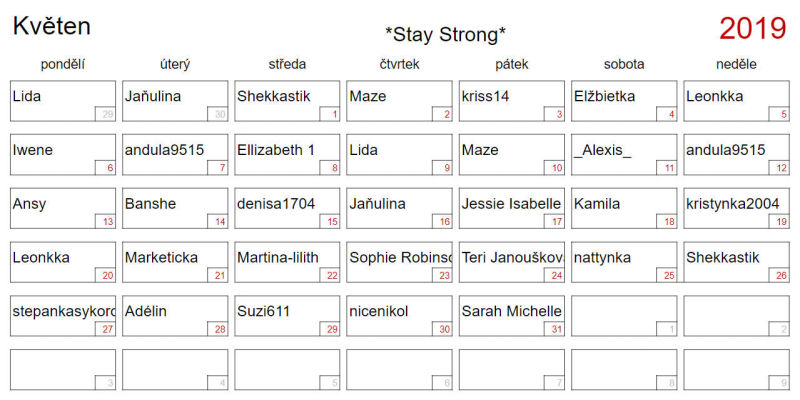 Květen
*Stay Strong*
2019
pondělí úterý středa čtvrtek pátek sobota neděle
Lida Jaňulina Shekkastik Maze kriss14 Elžbietka Leonkka
29 30 1 2 3 4 5
Iwene andula9515 Ellizabeth 1 Lida Maze _Alexis_ andula9515
6 7 8 9 10 11 12
Ansy Banshe denisa1704 Jaňulina Jessie Isabelle Kamila kristynka2004
13 14 15 16 17 18 19
Leonkka Marketicka Martina-lilith Sophie Robinso Teri Janouškova nattynka Shekkastik
20 21 22 23 24 25 26
stepankasykoro Adélin Suzi611 nicenikol Sarah Michelle
27 28 29 30 31 1 2
3 4 5 6 7 8 9